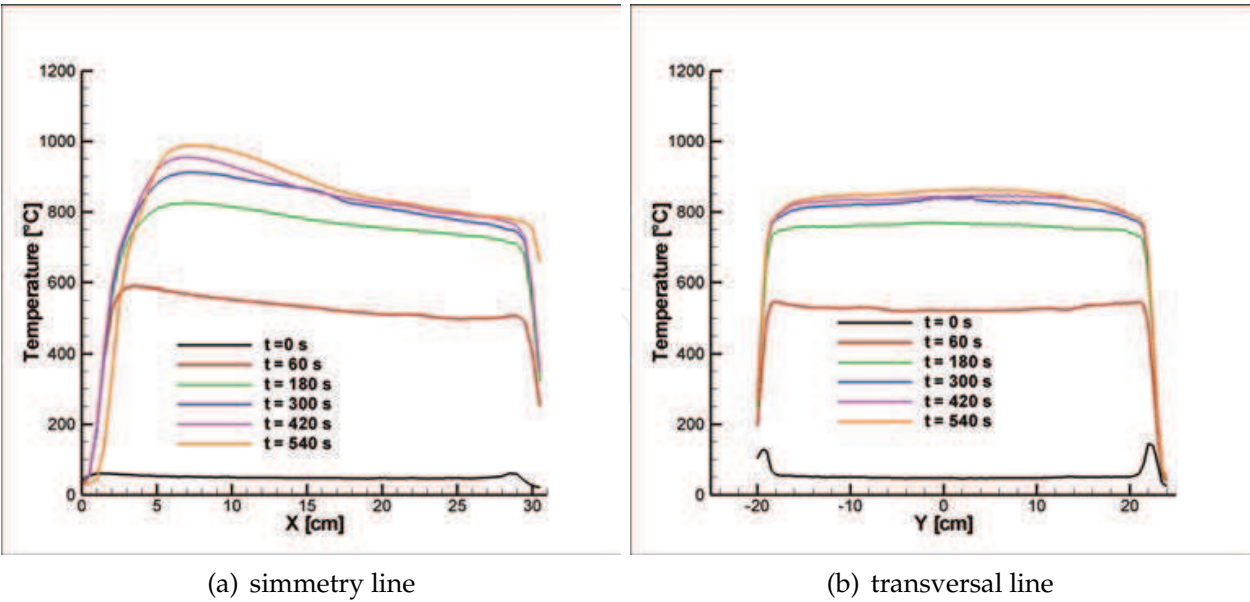 1200
1000
800
600
400
200
0
Temperature [°C]
t =0 s
t = 60 s
t = 180 s
t = 300 s
t = 420 s
t = 540 s
0 5 10 15 20 25 30
X [cm]
(a) simmetry line
1200
1000
800
600
400
200
0
Temperature [°C]
t = 0 s
t = 60 s
t = 180 s
t = 300 s
t = 420 s
t = 540 s
-20 -10 0 10 20
Y [cm]
(b) transversal line